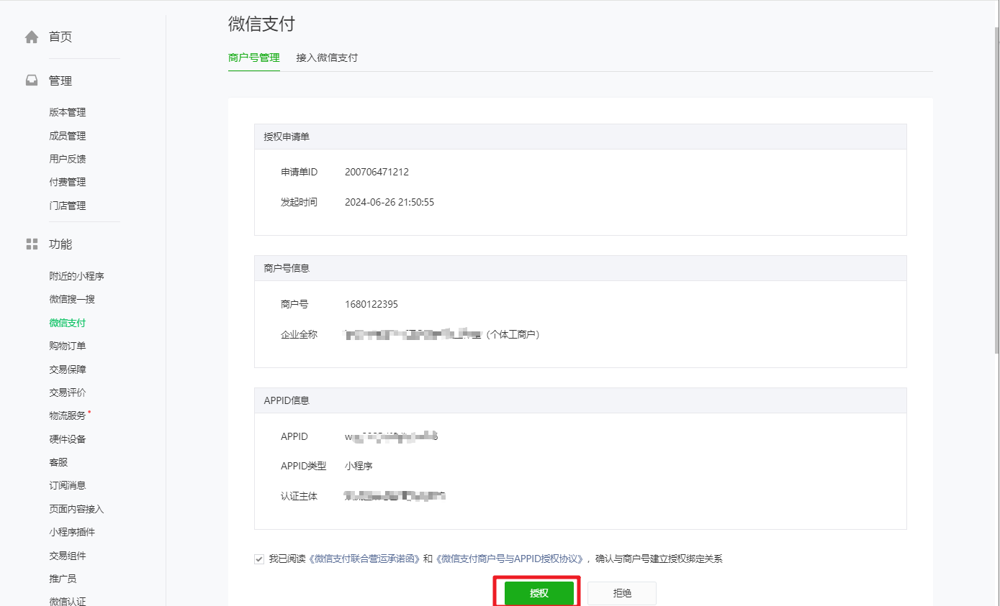 首页
管理
版本管理
成员管理
用户反馈
付费管理
门店管理
功能
附近的小程序
微信搜一搜
微信支付
购物订单
交易保障
交易评价
物流服务
硬件设备
客服
订阅消息
页面内容接入
小程序插件
交易组件
推广员
微信认证
微信支付
商户号管理 接入微信支付
授权申请单
申请单ID 200706471212
发起时间 2024-06-26 21:50:55
商户号信息
商户号 1680122395
企业全称 （个体工商户）
APPID信息
APPID
APPID类型 小程序
认证主体
我已阅读《微信支付联合营运承诺函》和《微信支付商户号与APPID授权协议》，确认与商户号建立授权绑定关系
授权 拒绝